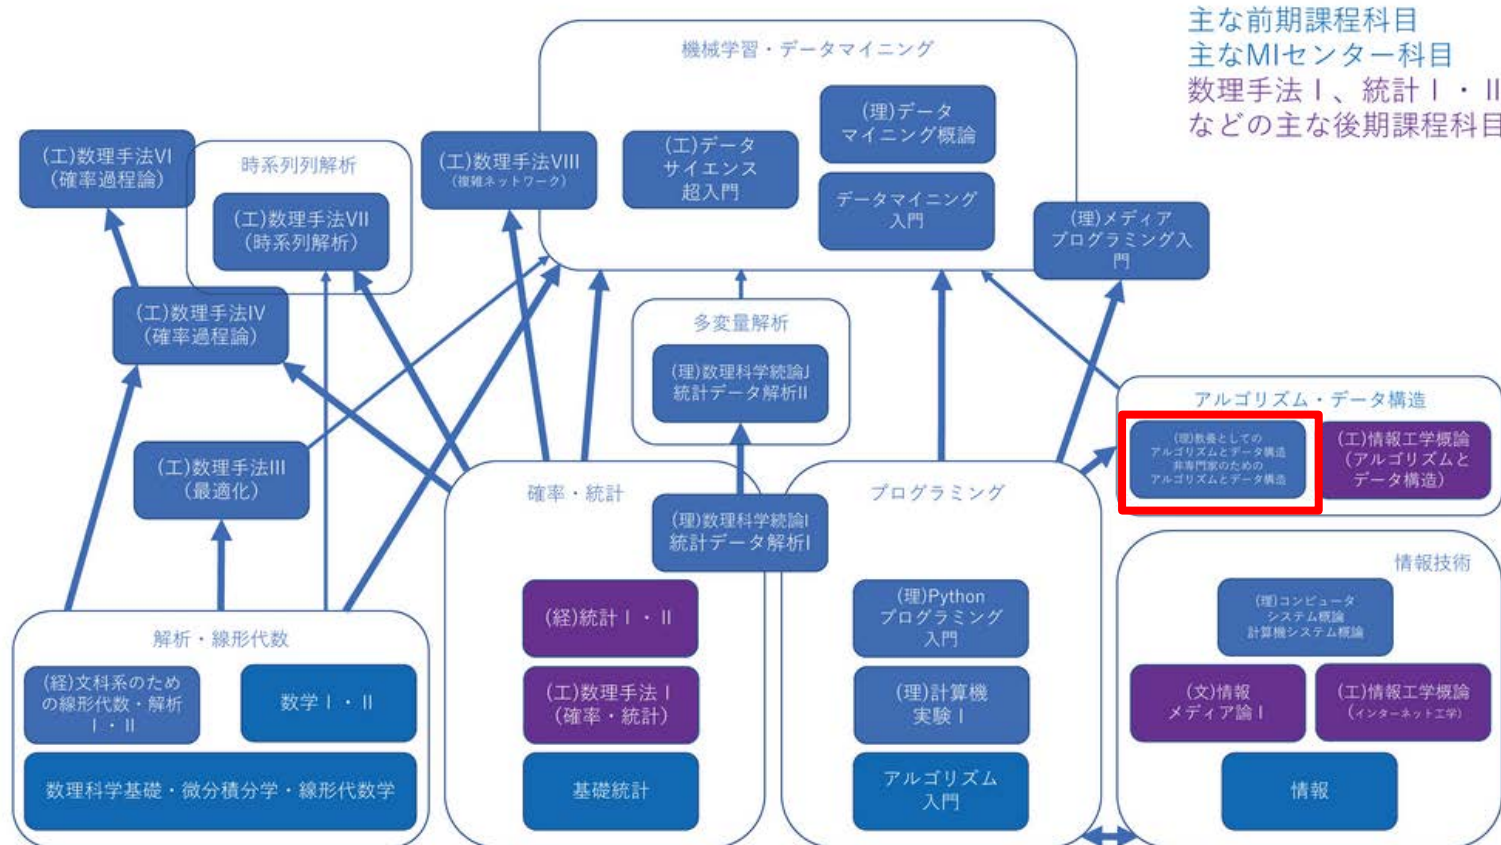 主な前期課程科目
主なMIセンター科目
数理手法Ⅰ、統計Ⅰ・Ⅱ
などの主な後期課程科目
機械学習・データマイニング
(工)データ
サイエンス
超入門
(理)データ
マイニング概論
データマイニング
入門
(工)数理手法VI
(確率過程論)
時系列列解析
(工)数理手法VII
(時系列解析)
(工)数理手法VIII
(複雑ネットワーク)
(理)メディア
プログラミング入
門
(工)数理手法IV
(確率過程論)
多変量解析
(理)数理科学続論J
統計データ解析II
アルゴリズム・データ構造
(理)教養としての
アルゴリズムとデータ構造
非専門家のための
アルゴリズムとデータ構造
(工)情報工学概論
(アルゴリズムと
データ構造)
(工)数理手法III
(最適化)
確率・統計
(理)数理科学続論I
統計データ解析I
(経)統計Ⅰ・Ⅱ
(工)数理手法Ⅰ
(確率・統計)
基礎統計
プログラミング
(理)Python
プログラミング
入門
(理)計算機
実験Ⅰ
アルゴリズム
入門
情報技術
(理)コンピュータ
システム概論
計算機システム概論
(文)情報
メディア論Ⅰ
(工)情報工学概論
(インターネット工学)
情報
解析・線形代数
(経)文科系のため
の線形代数・解析
Ⅰ・Ⅱ
数学Ⅰ・Ⅱ
数理科学基礎・微分積分学・線形代数学